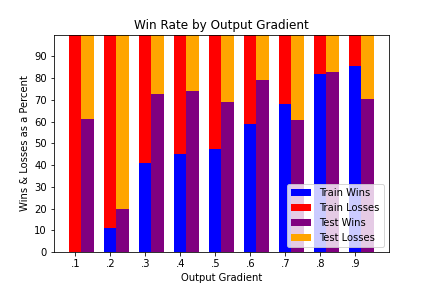 Win Rate by Output Gradient
Wins & Losses as a Percent
90
80
70
60
50
40
30
20
10
0
.1 .2 .3 .4 .5 .6 .7 .8 .9
Output Gradient
Train Wins
Train Losses
Test Wins
Test Losses